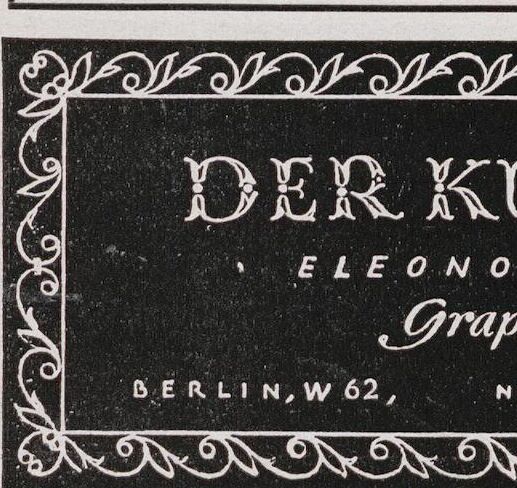 DER KU
ELEONO
Grap
BERLIN, W 62, N